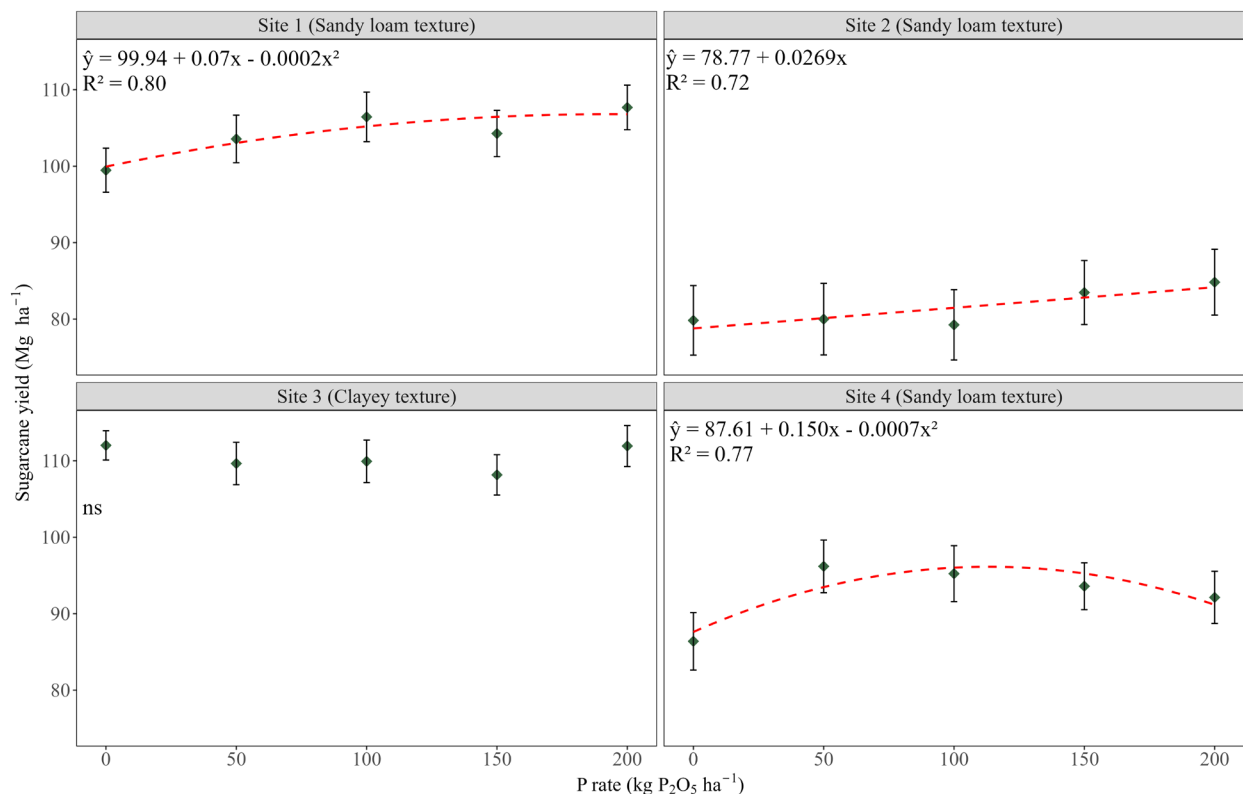 Site 1 (Sandy loam texture)
ŷ = 99.94 + 0.07x - 0.0002x²
R² = 0.80
Site 2 (Sandy loam texture)
ŷ = 78.77 + 0.0269x
R² = 0.72
110
100
90
80
Site 3 (Clayey texture)
ns
Site 4 (Sandy loam texture)
ŷ = 87.61 + 0.150x - 0.0007x²
R² = 0.77
110
100
90
80
0 50 100 150 200
0 50 100 150 200
Sugarcane yield (Mg ha⁻¹)
P rate (kg P₂O₅ ha⁻¹)